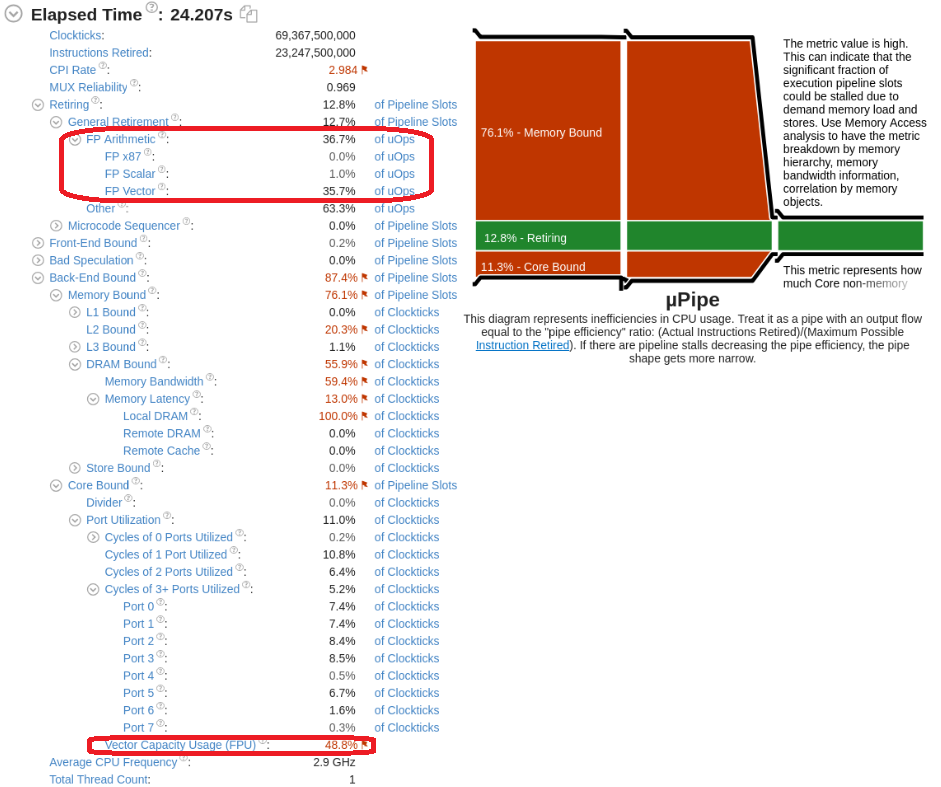 Elapsed Time ?: 24.207s
Clockticks: 69,367,500,000
Instructions Retired: 23,247,500,000
CPI Rate ?: 2.984
MUX Reliability ?: 0.969
Retiring ?: 12.8% of Pipeline Slots
General Retirement ?: 12.7% of Pipeline Slots
FP Arithmetic ?: 36.7% of uOps
FP x87 ?: 0.0% of uOps
FP Scalar ?: 1.0% of uOps
FP Vector ?: 35.7% of uOps
Other ?: 63.3% of uOps
Microcode Sequencer ?: 0.0% of Pipeline Slots
Front-End Bound ?: 0.2% of Pipeline Slots
Bad Speculation ?: 0.0% of Pipeline Slots
Back-End Bound ?: 87.4% of Pipeline Slots
Memory Bound ?: 76.1% of Pipeline Slots
L1 Bound ?: 0.0% of Clockticks
L2 Bound ?: 20.3% of Clockticks
L3 Bound ?: 1.1% of Clockticks
DRAM Bound ?: 55.9% of Clockticks
Memory Bandwidth ?: 59.4% of Clockticks
Memory Latency ?: 13.0% of Clockticks
Local DRAM ?: 100.0% of Clockticks
Remote DRAM ?: 0.0% of Clockticks
Remote Cache ?: 0.0% of Clockticks
Store Bound ?: 0.0% of Clockticks
Core Bound ?: 11.3% of Pipeline Slots
Divider ?: 0.0% of Clockticks
Port Utilization ?: 11.0% of Clockticks
Cycles of 0 Ports Utilized ?: 0.2% of Clockticks
Cycles of 1 Port Utilized ?: 10.8% of Clockticks
Cycles of 2 Ports Utilized ?: 6.4% of Clockticks
Cycles of 3+ Ports Utilized ?: 5.2% of Clockticks
Port 0 ?: 7.4% of Clockticks
Port 1 ?: 7.4% of Clockticks
Port 2 ?: 8.4% of Clockticks
Port 3 ?: 8.5% of Clockticks
Port 4 ?: 0.5% of Clockticks
Port 5 ?: 6.7% of Clockticks
Port 6 ?: 1.6% of Clockticks
Port 7 ?: 0.3% of Clockticks
Vector Capacity Usage (FPU) ?: 48.8%
Average CPU Frequency ?: 2.9 GHz
Total Thread Count: 1
76.1% - Memory Bound
12.8% - Retiring
11.3% - Core Bound
The metric value is high.
This can indicate that the
significant fraction of
execution pipeline slots
could be stalled due to
demand memory load and
stores. Use Memory Access
analysis to have the metric
breakdown by memory
hierarchy, memory
bandwidth information,
correlation by memory
objects.
This metric represents how
much Core non-memory
µPipe
This diagram represents inefficiencies in CPU usage. Treat it as a pipe with an output flow
equal to the "pipe efficiency" ratio: (Actual Instructions Retired)/(Maximum Possible
Instruction Retired). If there are pipeline stalls decreasing the pipe efficiency, the pipe
shape gets more narrow.